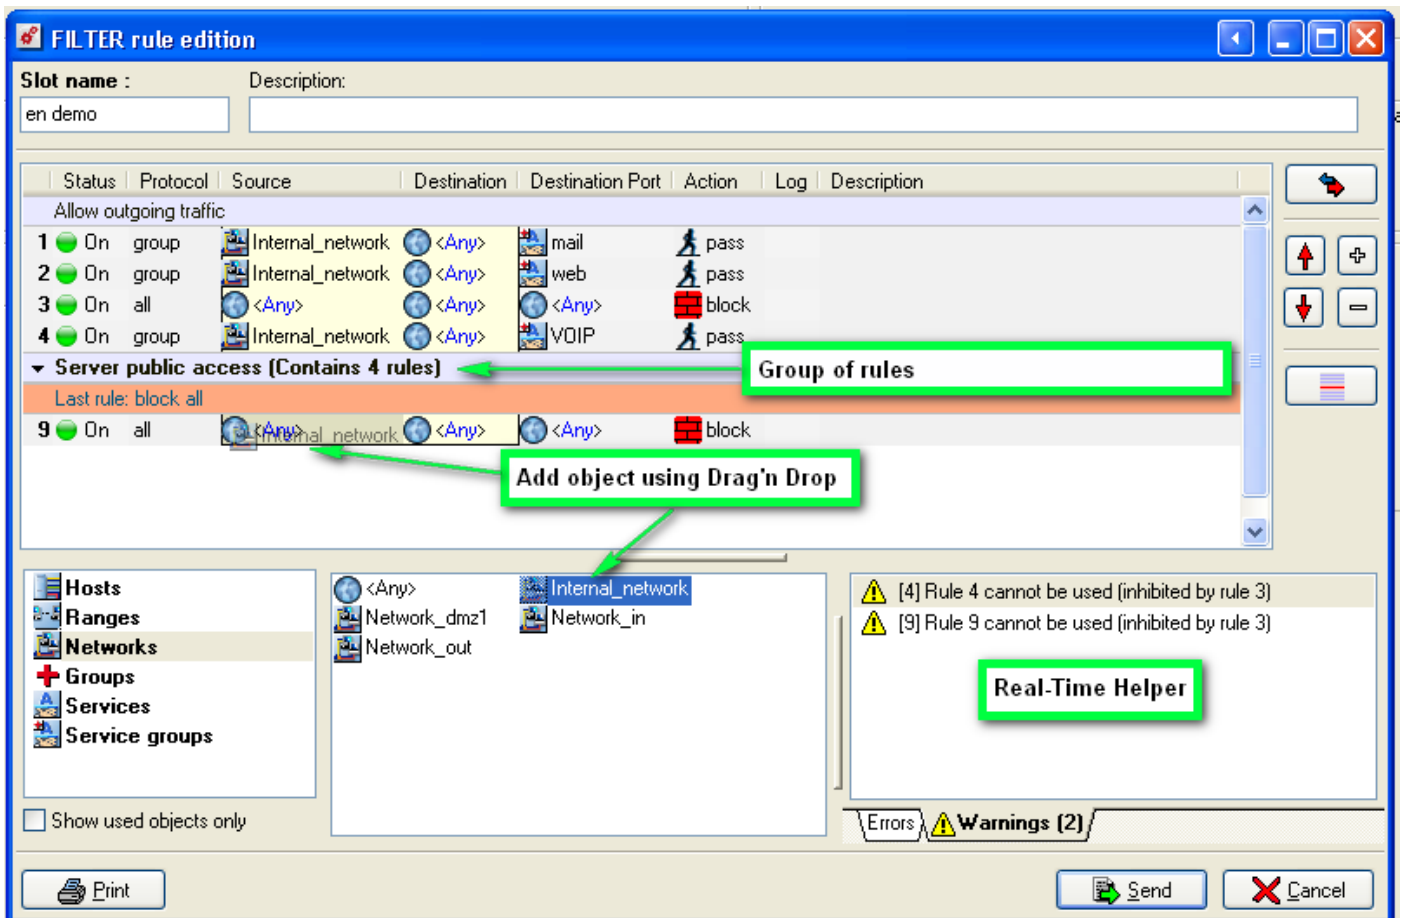 FILTER rule edition
Slot name : Description:
en demo
Status Protocol Source Destination Destination Port Action Log Description
Allow outgoing traffic
1 On group Internal_network <Any> mail pass
2 On group Internal_network <Any> web pass
3 On all <Any> <Any> <Any> block
4 On group Internal_network <Any> VOIP pass
Server public access (Contains 4 rules)
Group of rules
Last rule: block all
9 On all <Any> Internal_network <Any> <Any> block
Add object using Drag'n Drop
Hosts
Ranges
Networks
Groups
Services
Service groups
Show used objects only
<Any> Internal_network
Network_dmz1 Network_in
Network_out
[4] Rule 4 cannot be used (inhibited by rule 3)
[9] Rule 9 cannot be used (inhibited by rule 3)
Real-Time Helper
Errors Warnings (2)
Print Send Cancel